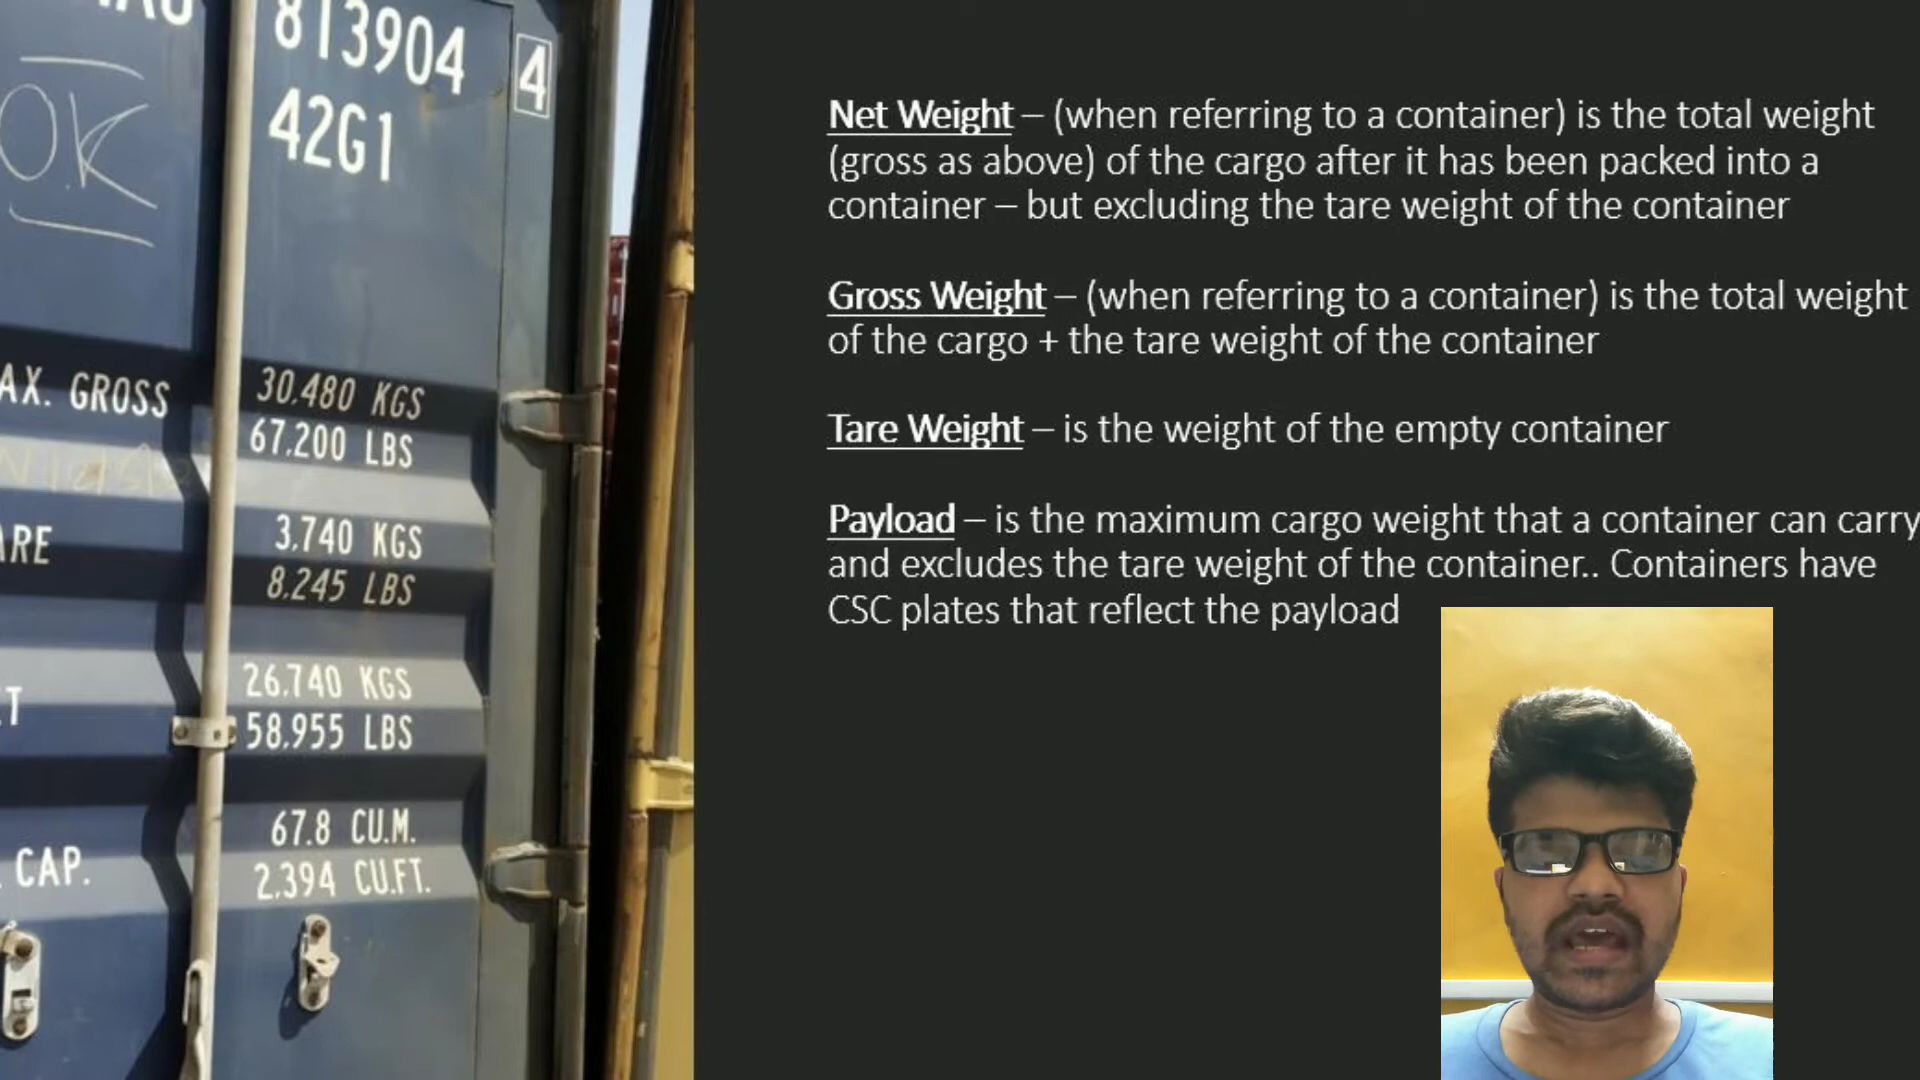 813904
4
42G1
OK
AX. GROSS
30.480 KGS
67.200 LBS
ARE
3.740 KGS
8.245 LBS
T
26.740 KGS
58.955 LBS
67.8 CU.M.
CAP.
2.394 CU.FT.
Net Weight – (when referring to a container) is the total weight
(gross as above) of the cargo after it has been packed into a
container – but excluding the tare weight of the container
Gross Weight – (when referring to a container) is the total weight
of the cargo + the tare weight of the container
Tare Weight – is the weight of the empty container
Payload – is the maximum cargo weight that a container can carry
and excludes the tare weight of the container.. Containers have
CSC plates that reflect the payload